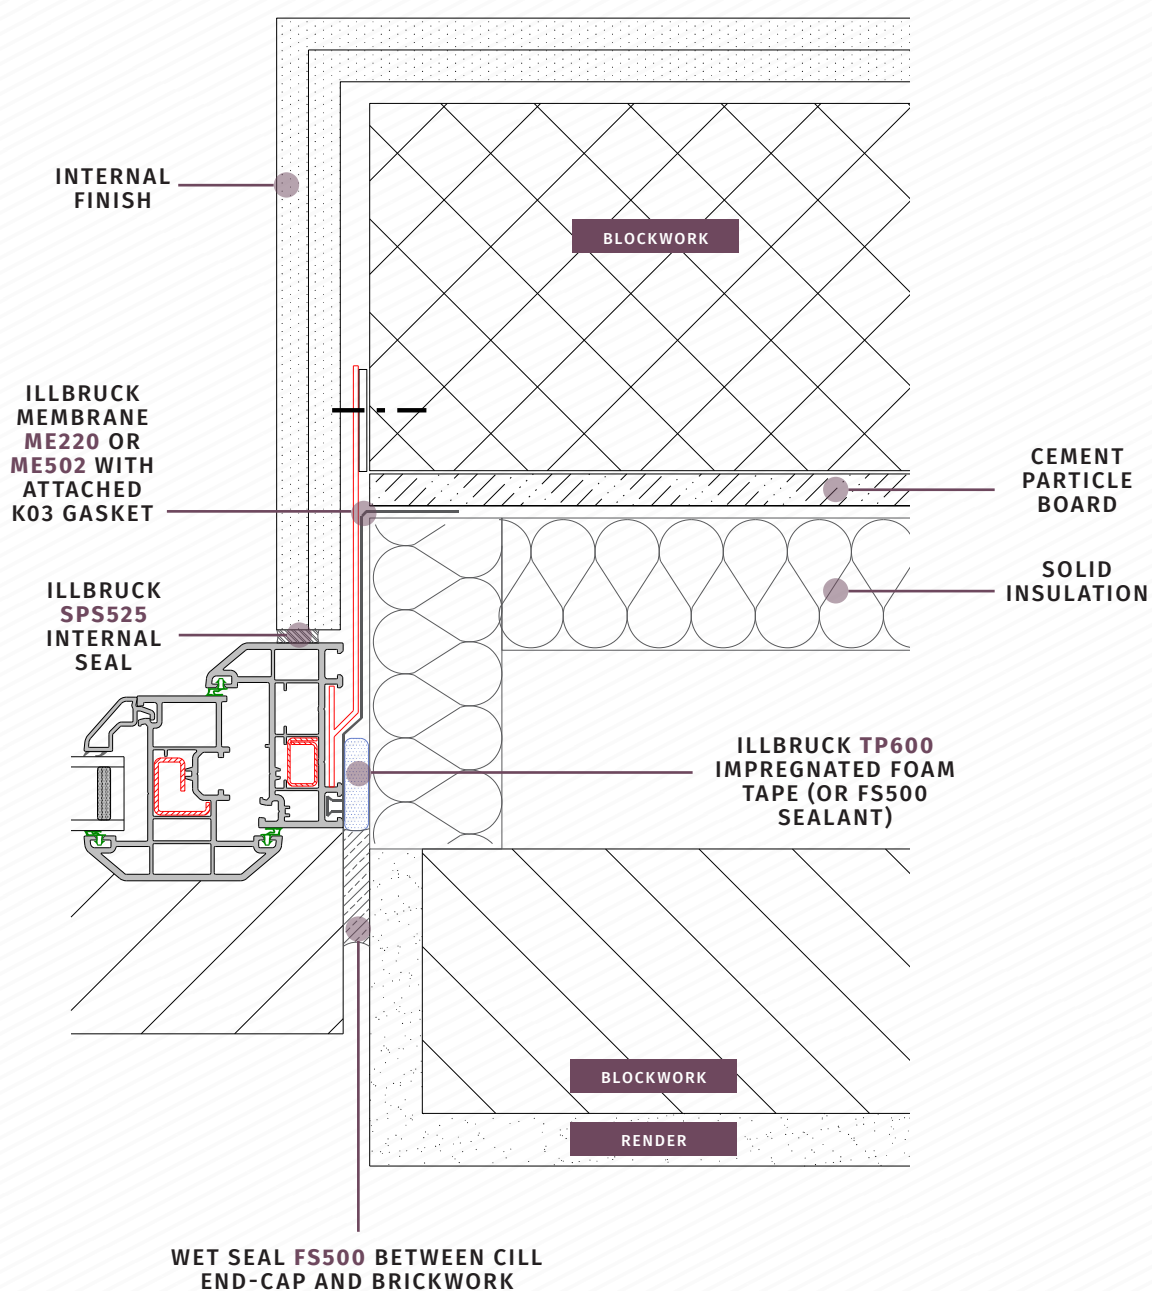 INTERNAL
FINISH
BLOCKWORK
ILLBRUCK
MEMBRANE
ME220 OR
ME502 WITH
ATTACHED
K03 GASKET
CEMENT
PARTICLE
BOARD
SOLID
INSULATION
ILLBRUCK
SPS525
INTERNAL
SEAL
ILLBRUCK TP600
IMPREGNATED FOAM
TAPE (OR FS500
SEALANT)
BLOCKWORK
RENDER
WET SEAL FS500 BETWEEN CILL
END-CAP AND BRICKWORK